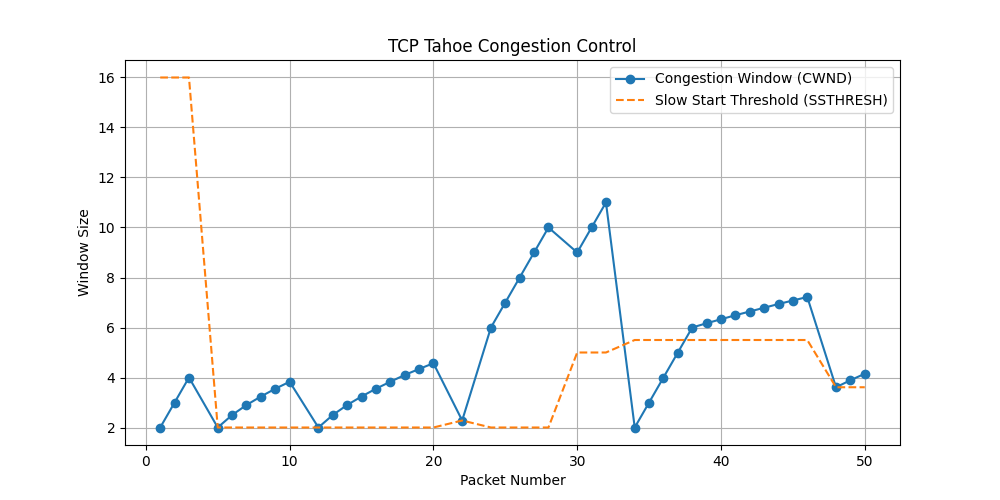 TCP Tahoe Congestion Control
Congestion Window (CWND)
Slow Start Threshold (SSTHRESH)
Window Size
16
14
12
10
8
6
4
2
0
10
20
30
40
50
Packet Number